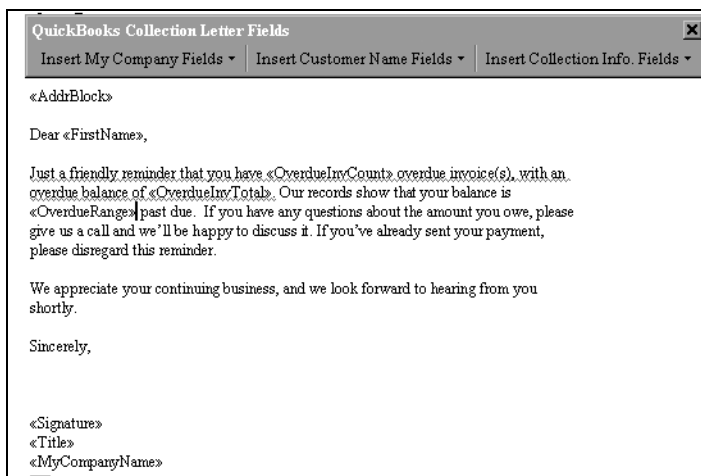 QuickBooks Collection Letter Fields
Insert My Company Fields Insert Customer Name Fields Insert Collection Info. Fields
«AddrBlock»
Dear «FirstName»,
Just a friendly reminder that you have «OverdueInvCount» overdue invoice(s), with an
overdue balance of «OverdueInvTotal». Our records show that your balance is
«OverdueRange» past due. If you have any questions about the amount you owe, please
give us a call and we'll be happy to discuss it. If you've already sent your payment,
please disregard this reminder.
We appreciate your continuing business, and we look forward to hearing from you
shortly.
Sincerely,
«Signature»
«Title»
«MyCompanyName»